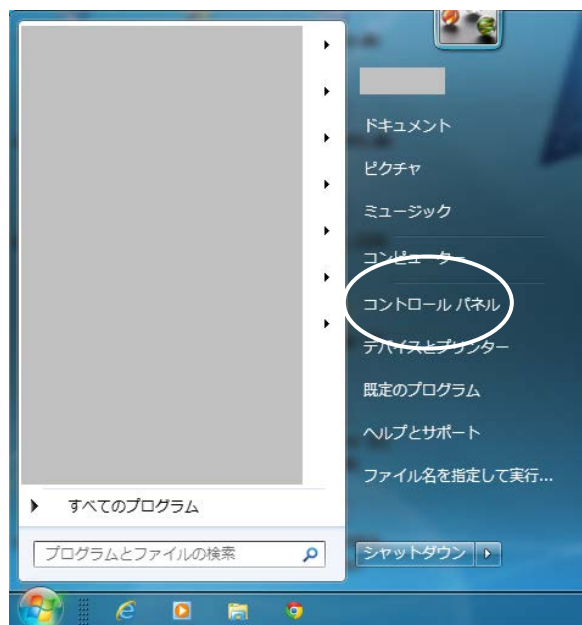 ドキュメント
ピクチャ
ミュージック
コンピューター
コントロール パネル
デバイスとプリンター
既定のプログラム
ヘルプとサポート
ファイル名を指定して実行...
すべてのプログラム
プログラムとファイルの検索
シャットダウン